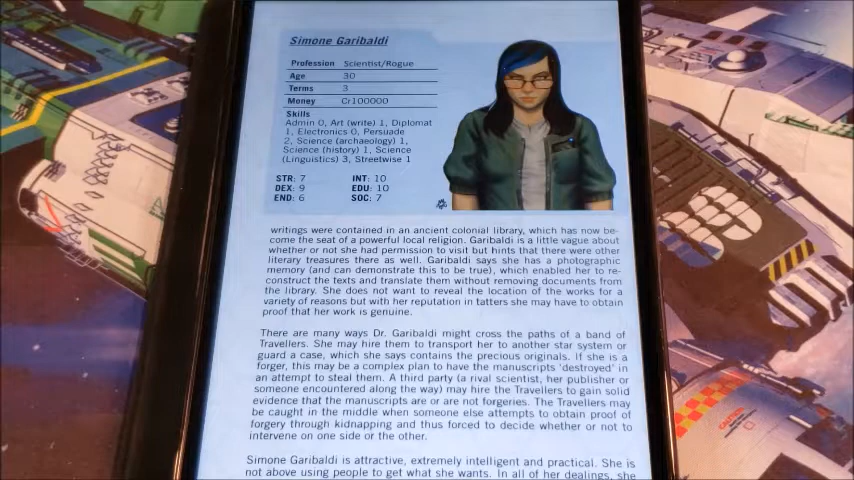 Simone Garibaldi
Profession Scientist/Rogue
Age 30
Terms 3
Money Cr100000
Skills
Admin 0, Art (write) 1, Diplomat
1, Electronics 0, Persuade
2, Science (archaeology) 1,
Science (history) 1, Science
(Linguistics) 3, Streetwise 1
STR: 7 INT: 10
DEX: 9 EDU: 10
END: 6 SOC: 7
writings were contained in an ancient colonial library, which has now be-
come the seat of a powerful local religion. Garibaldi is a little vague about
whether or not she had permission to visit but hints that there were other
literary treasures there as well. Garibaldi says she has a photographic
memory (and can demonstrate this to be true), which enabled her to re-
construct the texts and translate them without removing documents from
the library. She does not want to reveal the location of the works for a
variety of reasons but with her reputation in tatters she may have to obtain
proof that her work is genuine.
There are many ways Dr. Garibaldi might cross the paths of a band of
Travellers. She may hire them to transport her to another star system or
guard a case, which she says contains the precious originals. If she is a
forger, this may be a complex plan to have the manuscripts 'destroyed' in
an attempt to steal them. A third party (a rival scientist, her publisher or
someone encountered along the way) may hire the Travellers to gain solid
evidence that the manuscripts are or are not forgeries. The Travellers may
be caught in the middle when someone else attempts to obtain proof of
forgery through kidnapping and thus forced to decide whether or not to
intervene on one side or the other.
Simone Garibaldi is attractive, extremely intelligent and practical. She is
not above using people to get what she wants. In all of her dealings, she
CAUTION